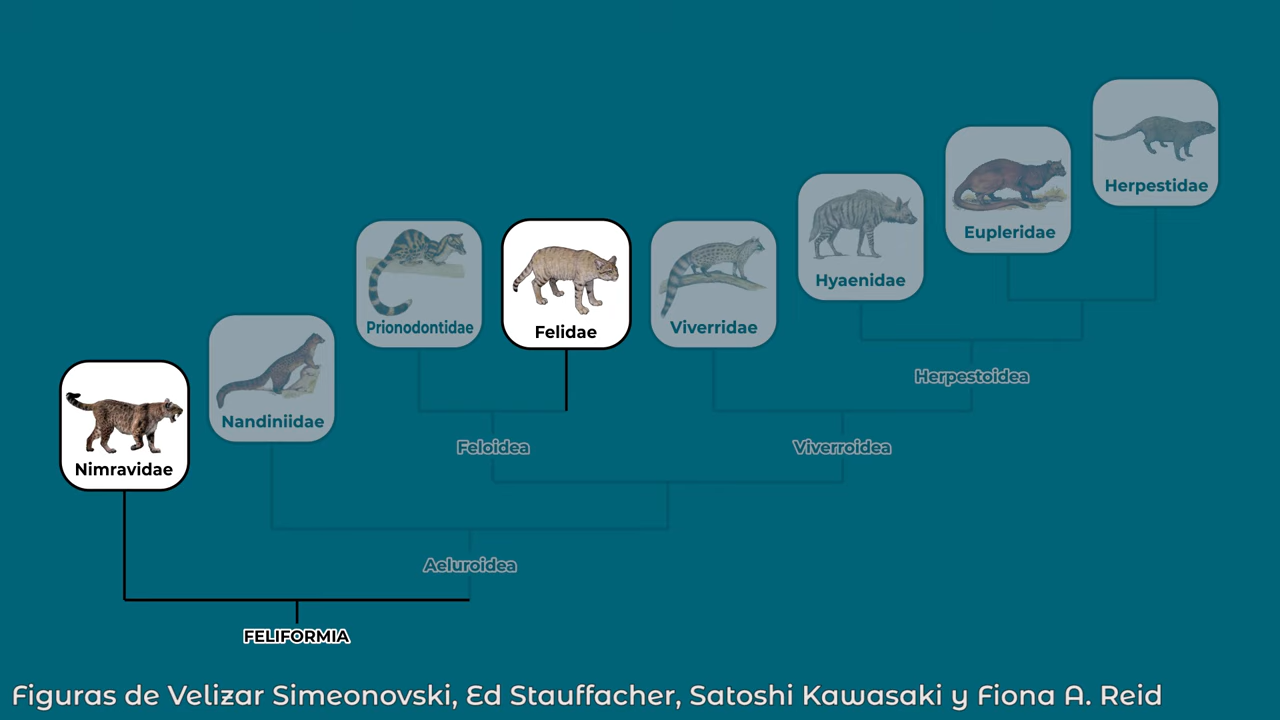 Herpestidae
Eupleridae
Hyaenidae
Prionodontidae
Felidae
Viverridae
Herpestoidea
Nandiniidae
Feloidea
Viverroidea
Nimravidae
Aeluroidea
FELIFORMIA
Figuras de Velizar Simeonovski, Ed Stauffacher, Satoshi Kawasaki y Fiona A. Reid